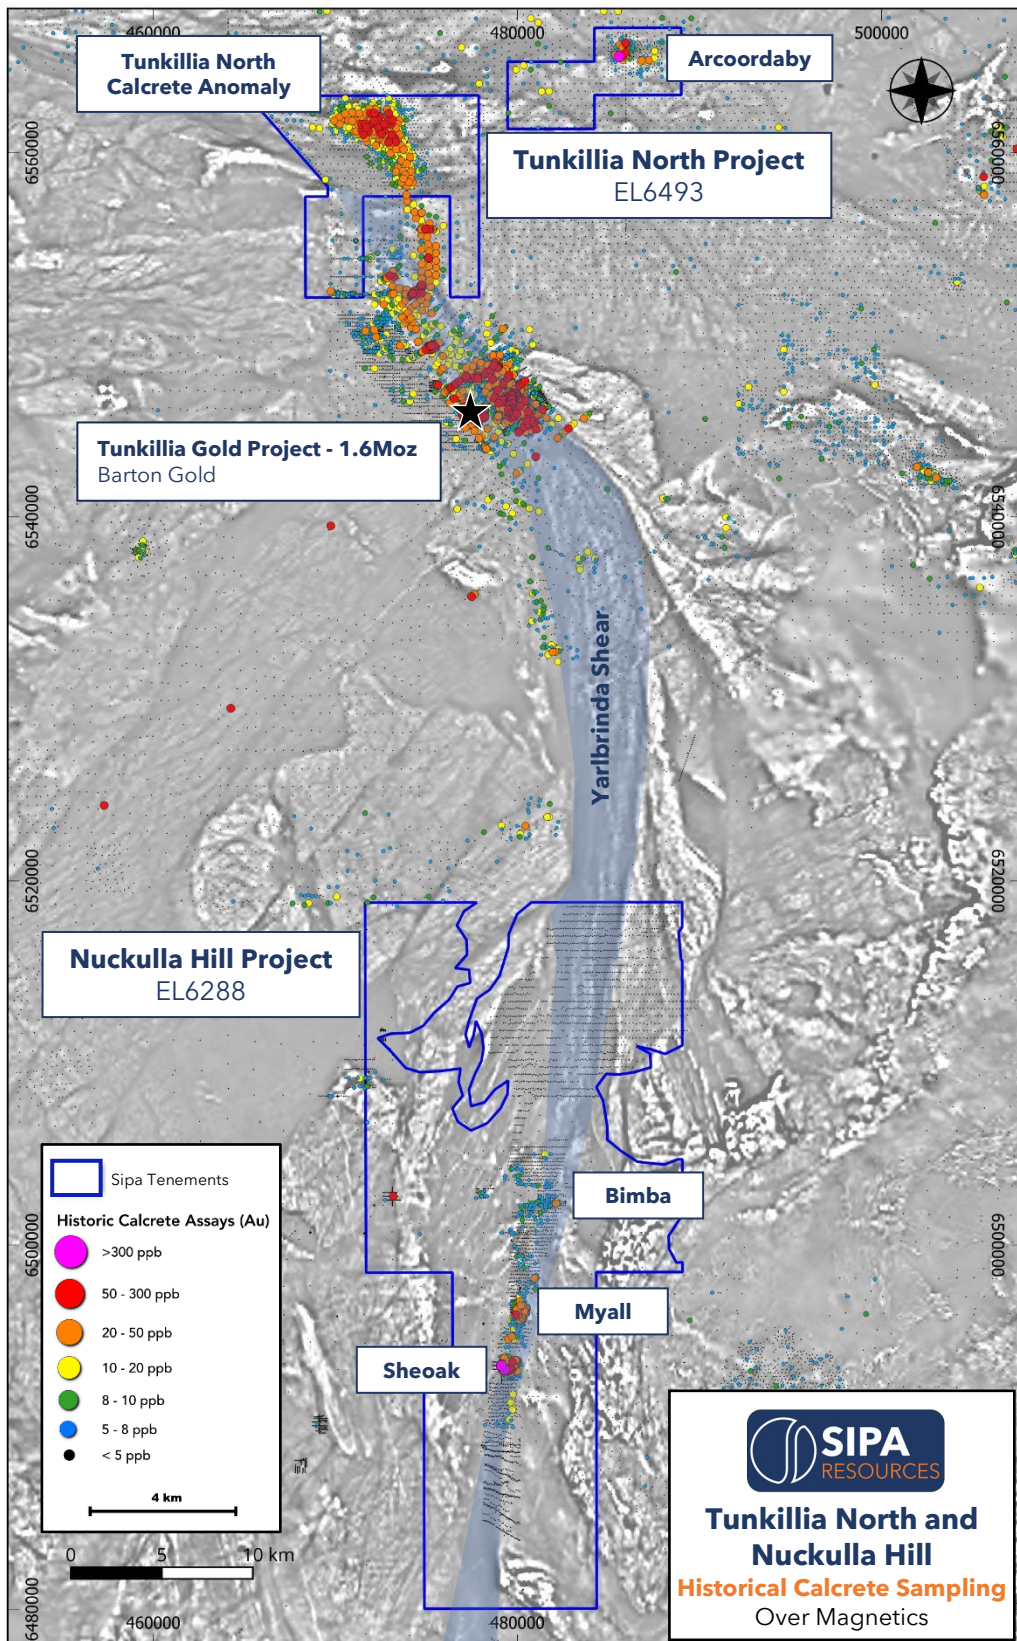 460000
480000
500000
Tunkillia North
Calcrete Anomaly
Arcoordaby
6560000
6560000
Tunkillia North Project
EL6493
Tunkillia Gold Project - 1.6Moz
Barton Gold
6540000
6540000
Yarlbrinda Shear
6520000
6520000
Nuckulla Hill Project
EL6288
Bimba
Myall
Sheoak
6500000
6500000
Sipa Tenements
Historic Calcrete Assays (Au)
>300 ppb
50 - 300 ppb
20 - 50 ppb
10 - 20 ppb
8 - 10 ppb
5 - 8 ppb
< 5 ppb
4 km
0 5 10 km
6480000
460000
480000
SIPA
RESOURCES
Tunkillia North and
Nuckulla Hill
Historical Calcrete Sampling
Over Magnetics